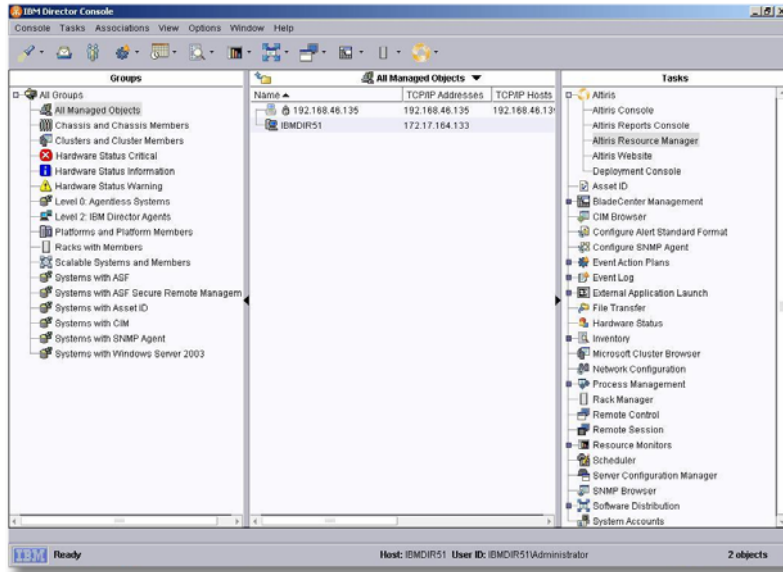 IBM Director Console
Console Tasks Associations View Options Window Help
Groups
All Groups
All Managed Objects
Chassis and Chassis Members
Clusters and Cluster Members
Hardware Status Critical
Hardware Status Information
Hardware Status Warning
Level 0: Agentless Systems
Level 2: IBM Director Agents
Platforms and Platform Members
Racks with Members
Scalable Systems and Members
Systems with ASF
Systems with ASF Secure Remote Managem
Systems with Asset ID
Systems with CIM
Systems with SNMP Agent
Systems with Windows Server 2003
All Managed Objects
Name TCP/IP Addresses TCP/IP Hosts
192.168.46.135 192.168.46.135 192.168.46.13
IBMDIR51 172.17.164.133
Tasks
Altiris
Altiris Console
Altiris Reports Console
Altiris Resource Manager
Altiris Website
Deployment Console
Asset ID
BladeCenter Management
CIM Browser
Configure Alert Standard Format
Configure SNMP Agent
Event Action Plans
Event Log
External Application Launch
File Transfer
Hardware Status
Inventory
Microsoft Cluster Browser
Network Configuration
Process Management
Rack Manager
Remote Control
Remote Session
Resource Monitors
Scheduler
Server Configuration Manager
SNMP Browser
Software Distribution
System Accounts
IBM Ready Host: IBMDIR51 User ID: IBMDIR51\Administrator 2 objects